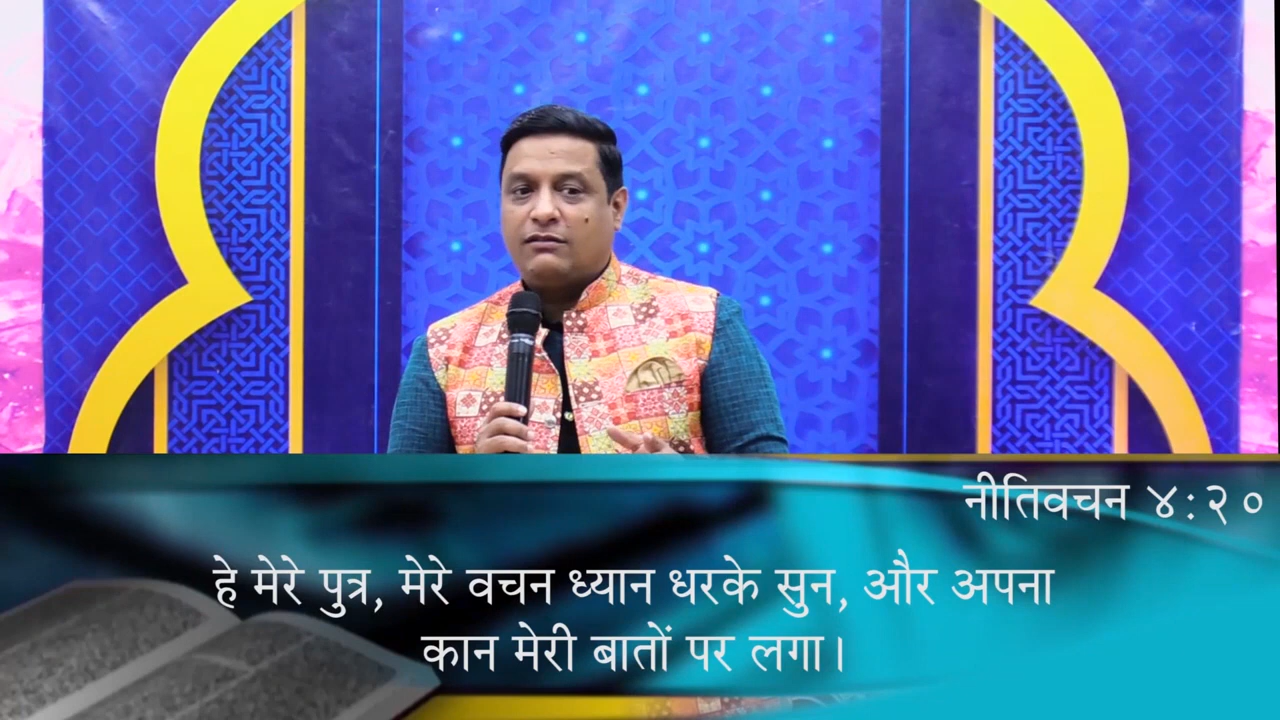 नीतिवचन ४:२०
हे मेरे पुत्र, मेरे वचन ध्यान धरके सुन, और अपना
कान मेरी बातों पर लगा।